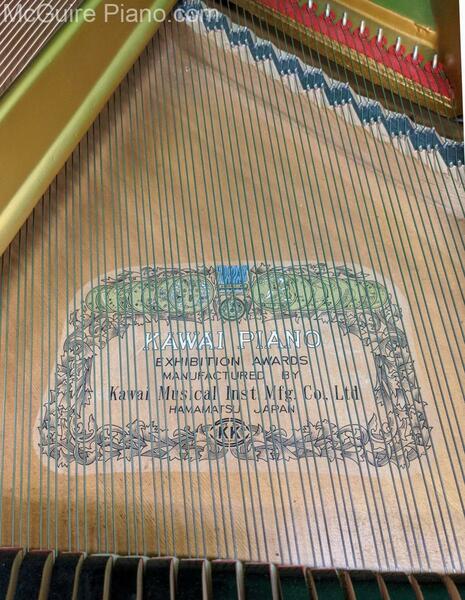 McGuire Piano.com
KAWAI PIANO
EXHIBITION AWARDS
MANUFACTURED BY
Kawai Musical Inst Mfg. Co., Ltd
HAMAMATSU JAPAN
KK